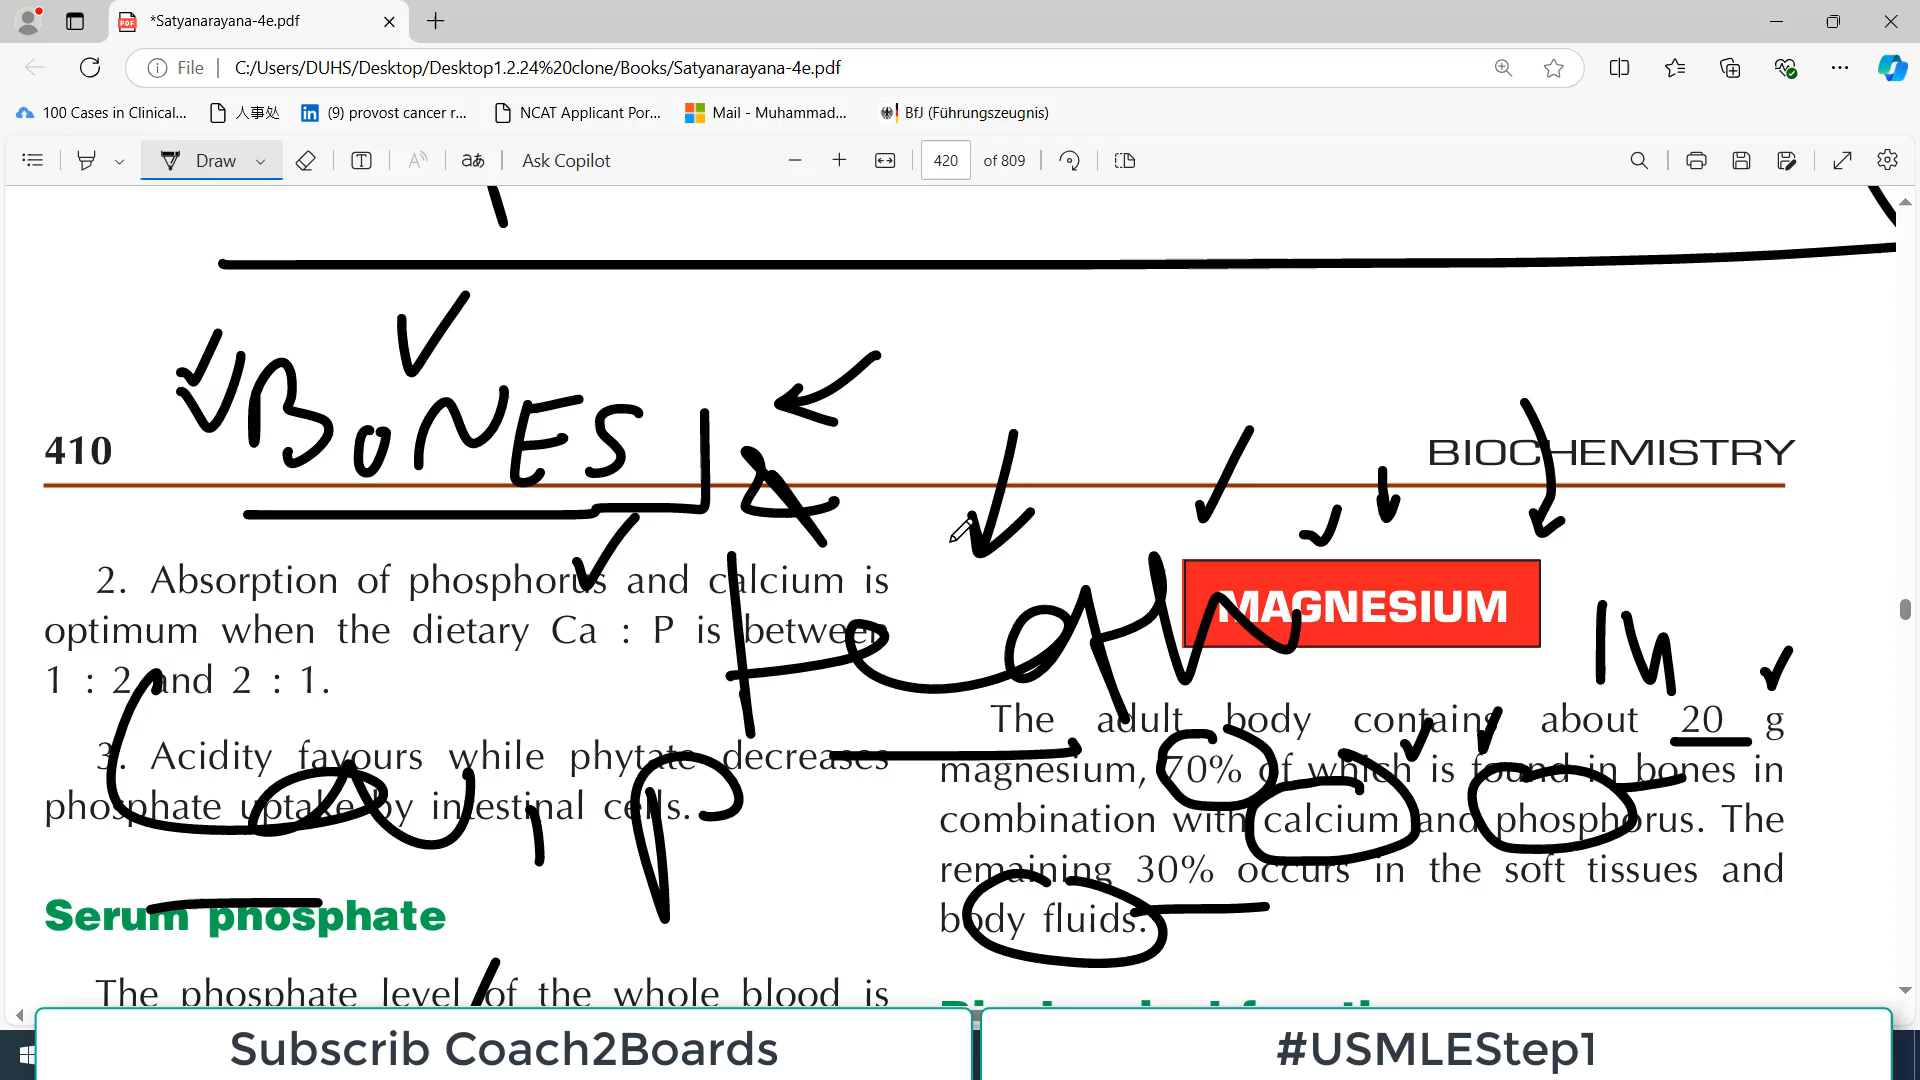 *Satyanarayana-4e.pdf
File C:/Users/DUHS/Desktop/Desktop1.2.24%20clone/Books/Satyanarayana-4e.pdf
100 Cases in Clinical... 人事处 (9) provost cancer r... NCAT Applicant Por... Mail - Muhammad... BfJ (Führungszeugnis)
Draw aあ Ask Copilot 420 of 809
BONES
410
BIOCHEMISTRY
2. Absorption of phosphorus and calcium is
optimum when the dietary Ca : P is between
1 : 2 and 2 : 1.
3. Acidity favours while phytate decreases
phosphate uptake by intestinal cells.
Ca, P
Serum phosphate
The phosphate level of the whole blood is
MAGNESIUM
The adult body contains about 20 g
magnesium, 70% of which is found in bones in
combination with calcium and phosphorus. The
remaining 30% occurs in the soft tissues and
body fluids.
Subscrib Coach2Boards
#USMLEStep1